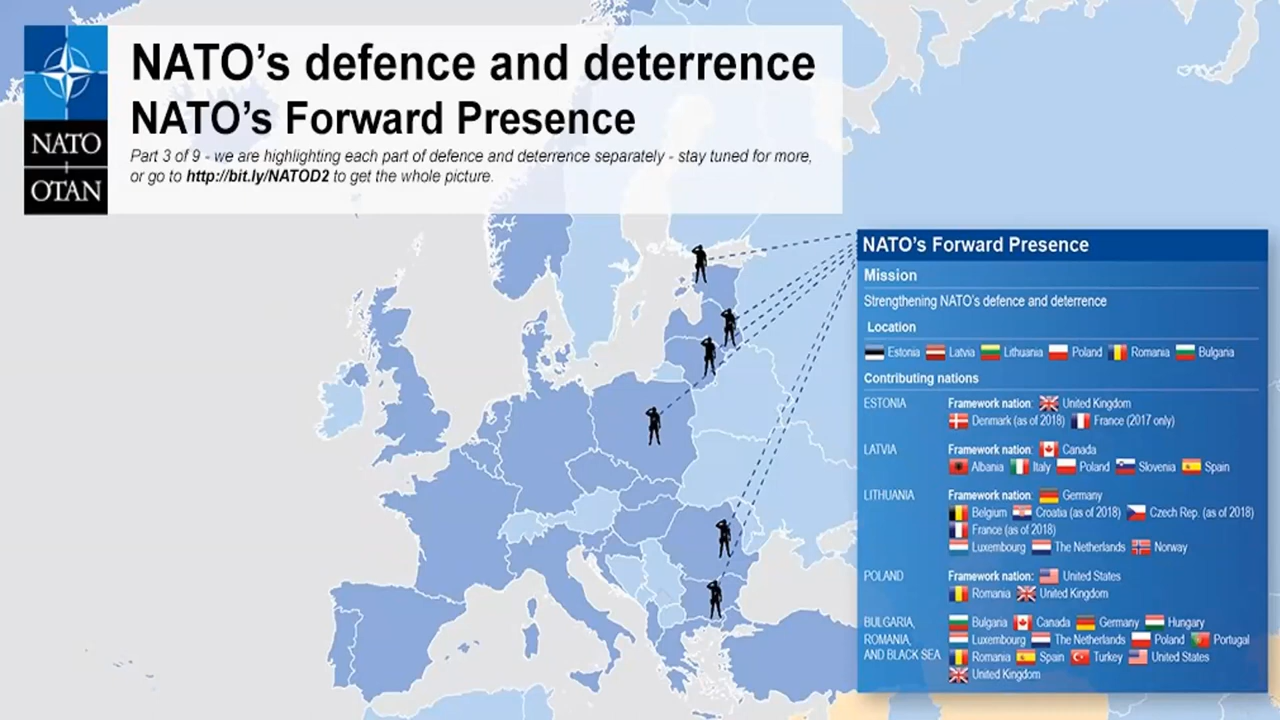 NATO
OTAN
NATO's defence and deterrence
NATO's Forward Presence
Part 3 of 9 - we are highlighting each part of defence and deterrence separately - stay tuned for more,
or go to http://bit.ly/NATOD2 to get the whole picture.
NATO's Forward Presence
Mission
Strengthening NATO's defence and deterrence
Location
Estonia Latvia Lithuania Poland Romania Bulgaria
Contributing nations
ESTONIA Framework nation: United Kingdom
Denmark (as of 2018) France (2017 only)
LATVIA Framework nation: Canada
Albania Italy Poland Slovenia Spain
LITHUANIA Framework nation: Germany
Belgium Croatia (as of 2018) Czech Rep. (as of 2018)
France (as of 2018)
Luxembourg The Netherlands Norway
POLAND Framework nation: United States
Romania United Kingdom
BULGARIA, Bulgaria Canada Germany Hungary
ROMANIA, Luxembourg The Netherlands Poland Portugal
AND BLACK SEA Romania Spain Turkey United States
United Kingdom